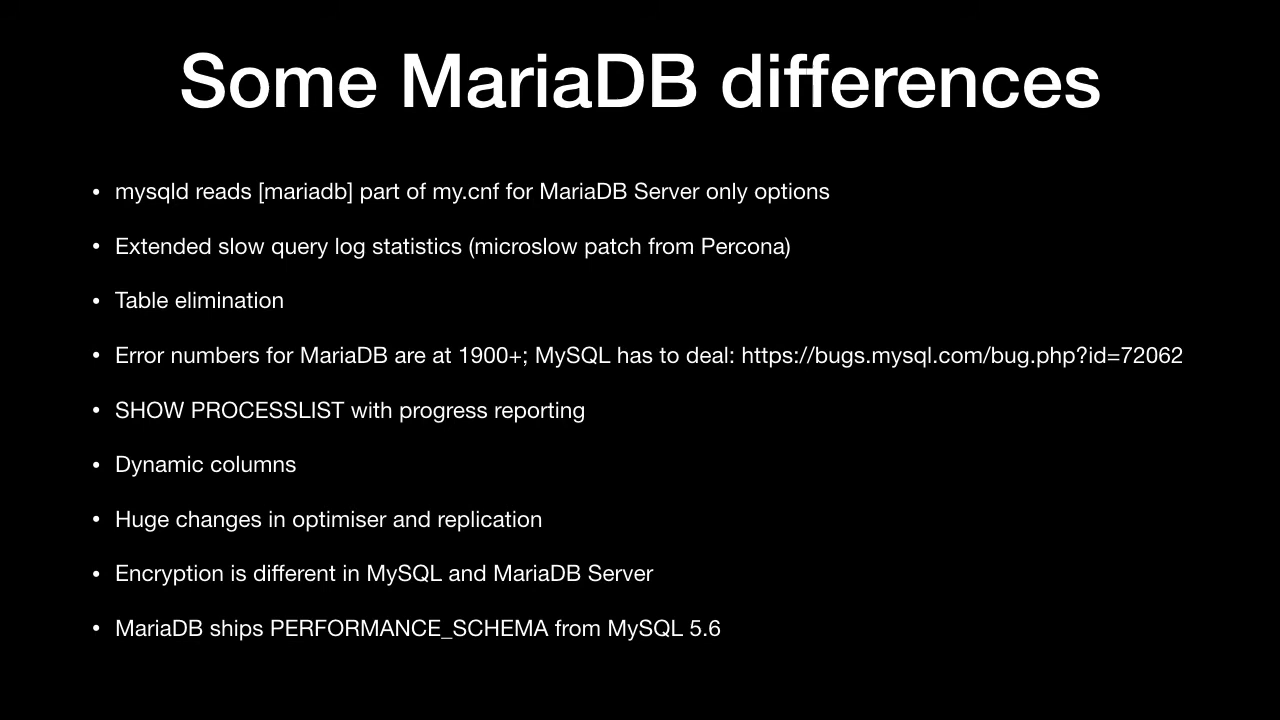 Some MariaDB differences
• mysqld reads [mariadb] part of my.cnf for MariaDB Server only options
• Extended slow query log statistics (microslow patch from Percona)
• Table elimination
• Error numbers for MariaDB are at 1900+; MySQL has to deal: https://bugs.mysql.com/bug.php?id=72062
• SHOW PROCESSLIST with progress reporting
• Dynamic columns
• Huge changes in optimiser and replication
• Encryption is different in MySQL and MariaDB Server
• MariaDB ships PERFORMANCE_SCHEMA from MySQL 5.6